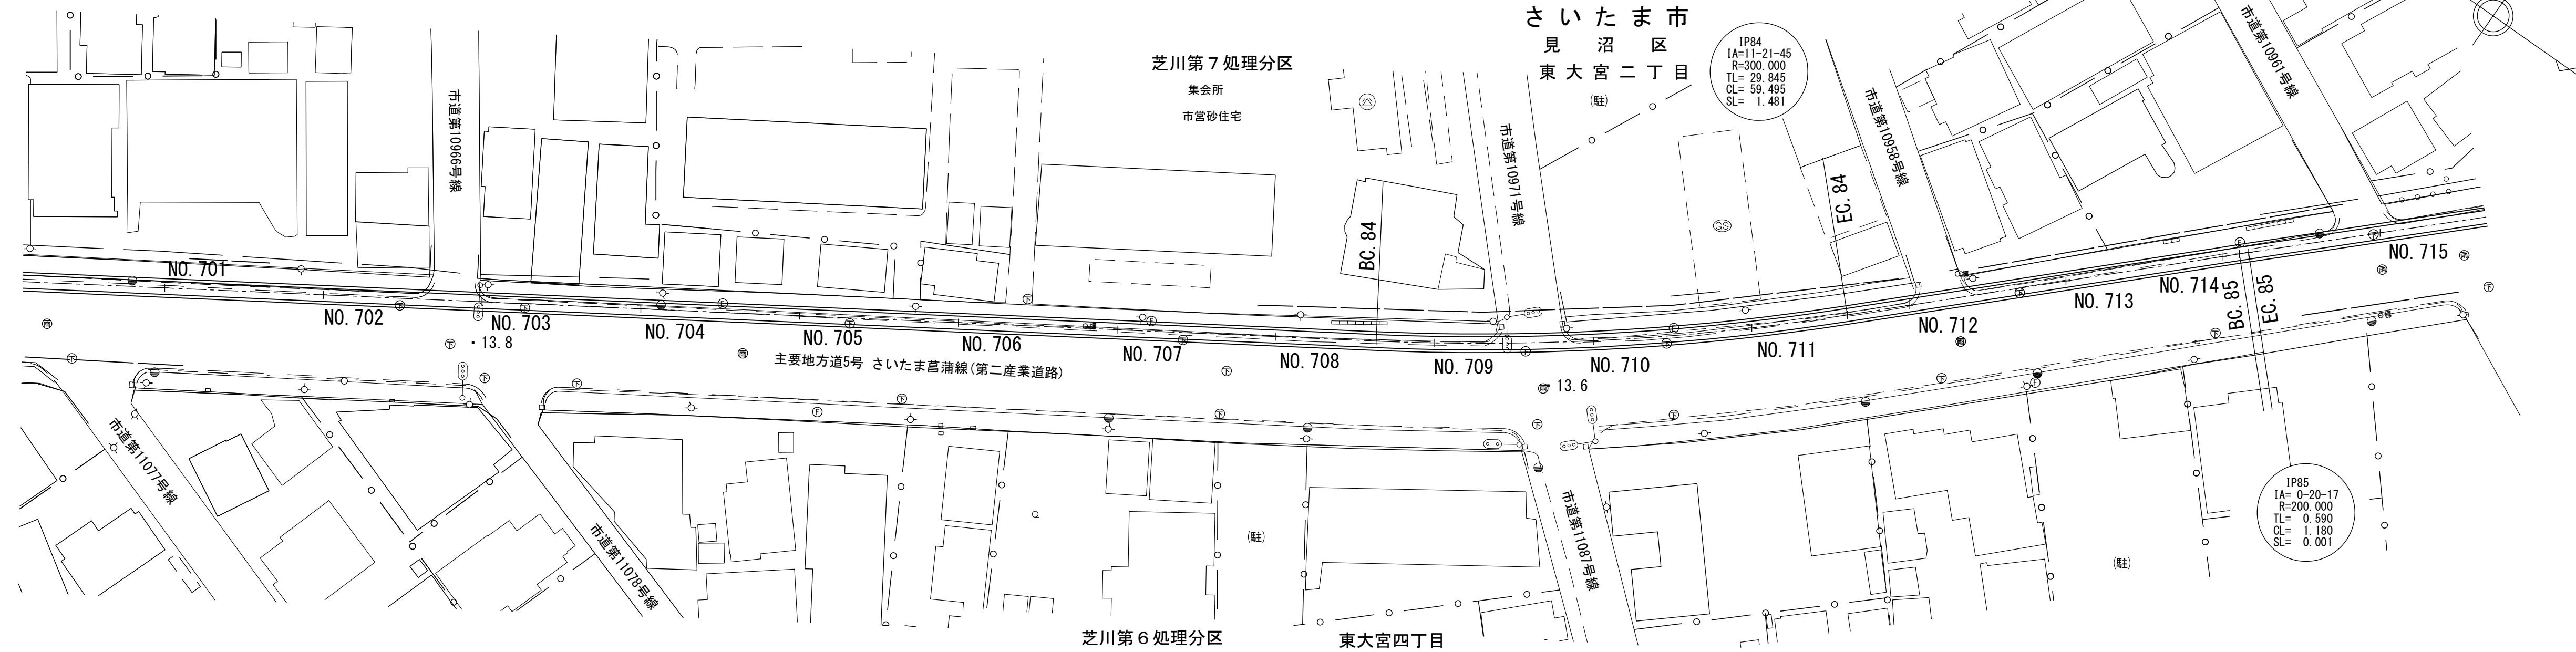 さいたま市
見沼区
東大宮二丁目
(駐)
芝川第７処理分区
集会所
市営砂住宅
IP84
IA=11-21-45
R=300.000
TL= 29.845
CL= 59.495
SL= 1.481
市道第10966号線
市道第10971号線
市道第10958号線
市道第10961号線
GS
BC.84
EC.84
NO.701
NO.702
NO.703
NO.704
NO.705
NO.706
NO.707
NO.708
NO.709
NO.710
NO.711
NO.712
NO.713
NO.714
NO.715
BC.85
EC.85
・13.8
13.6
主要地方道5号 さいたま菖蒲線(第二産業道路)
市道第11077号線
市道第11078号線
市道第11087号線
(駐)
(駐)
IP85
IA= 0-20-17
R=200.000
TL= 0.590
CL= 1.180
SL= 0.001
芝川第６処理分区
東大宮四丁目